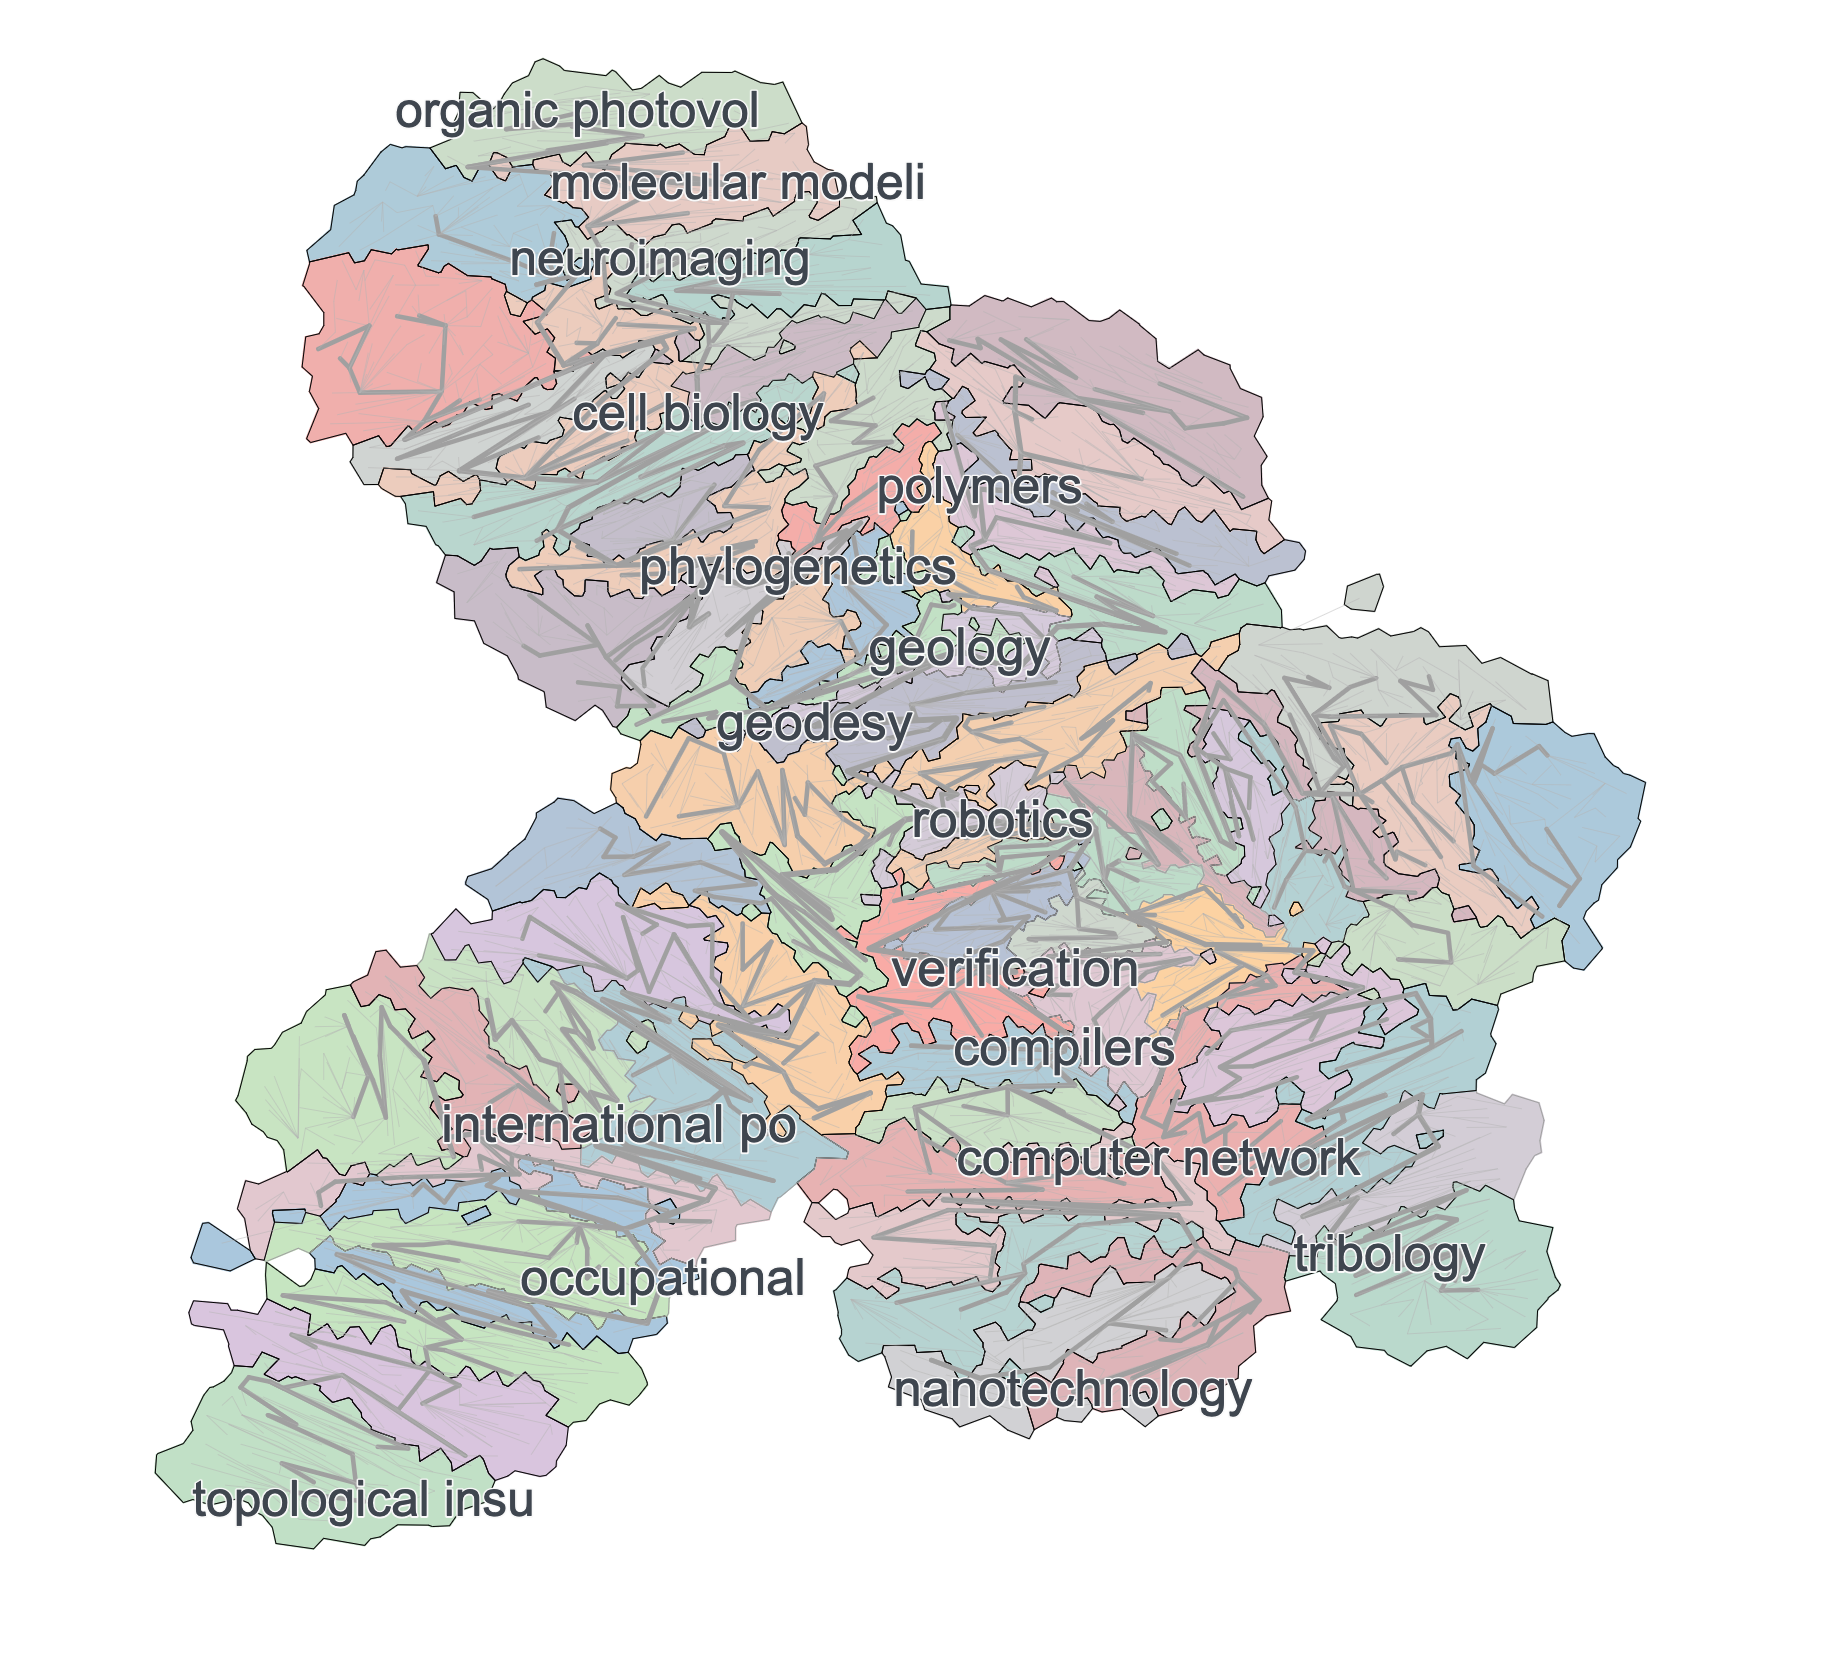 organic photovol
molecular modeli
neuroimaging
cell biology
polymers
phylogenetics
geology
geodesy
robotics
verification
compilers
international po
computer network
tribology
occupational
nanotechnology
topological insu